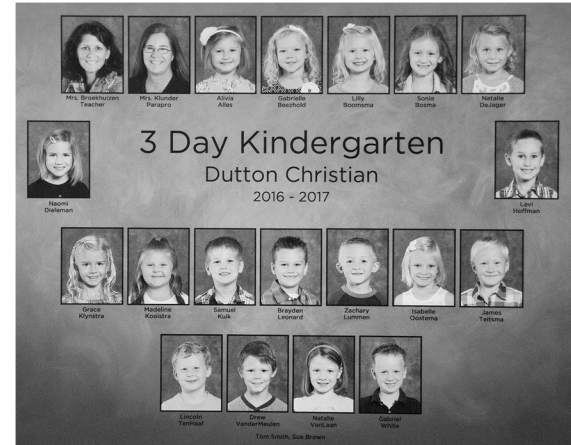 Mrs. Broekhuizen
Teacher
Mrs. Klunder
Parapro
Alivia
Alles
Gabrielle
Beezhold
Lilly
Boomsma
Sonia
Bosma
Natalie
DeJager
3 Day Kindergarten
Dutton Christian
2016 - 2017
Naomi
Dieleman
Levi
Hoffman
Grace
Klynstra
Madeline
Kooistra
Samuel
Kuik
Brayden
Leonard
Zachary
Lummen
Isabelle
Oostema
James
Teitsma
Lincoln
TenHaaf
Drew
VanderMeulen
Natalie
VanLaan
Gabriel
White
Tom Smith, Sue Brown